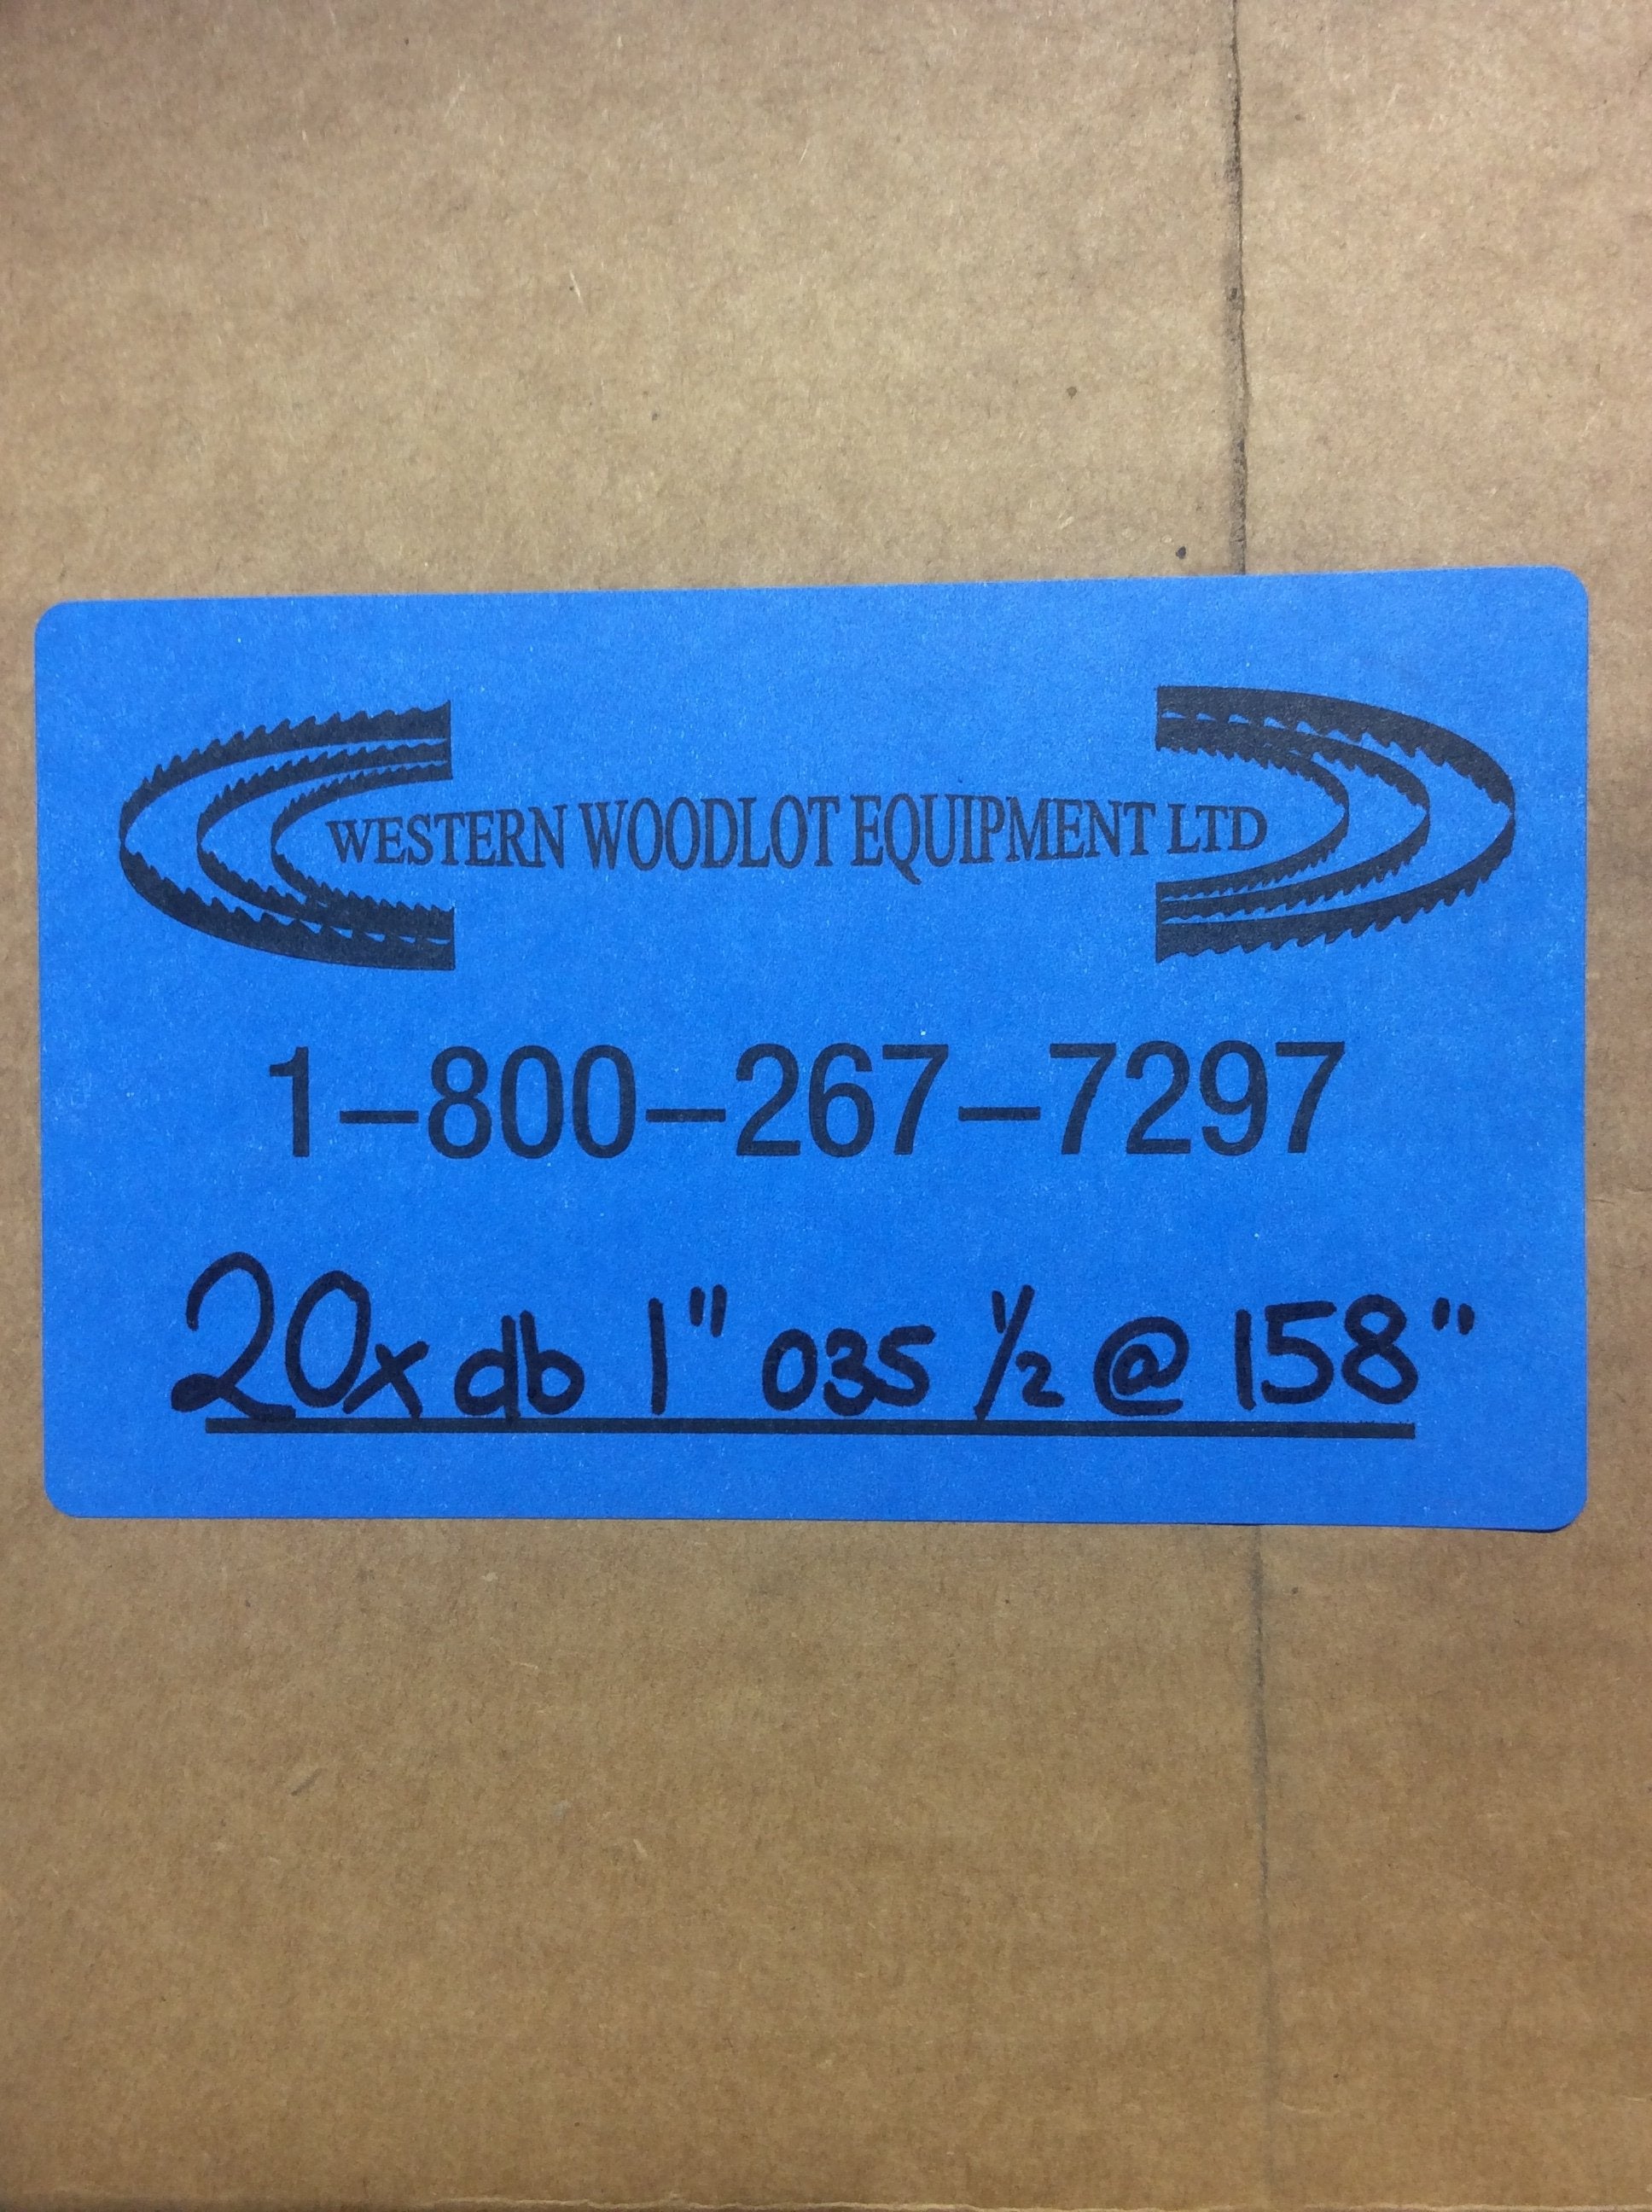 WESTERN WOODLOT EQUIPMENT LTD
1-800-267-7297
20x db 1" 035 1/2 @ 158"